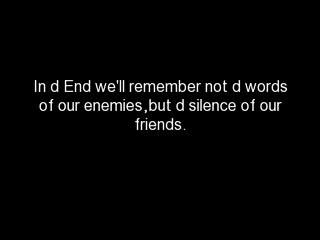 In d End we'll remember not d words
of our enemies,but d silence of our
friends.